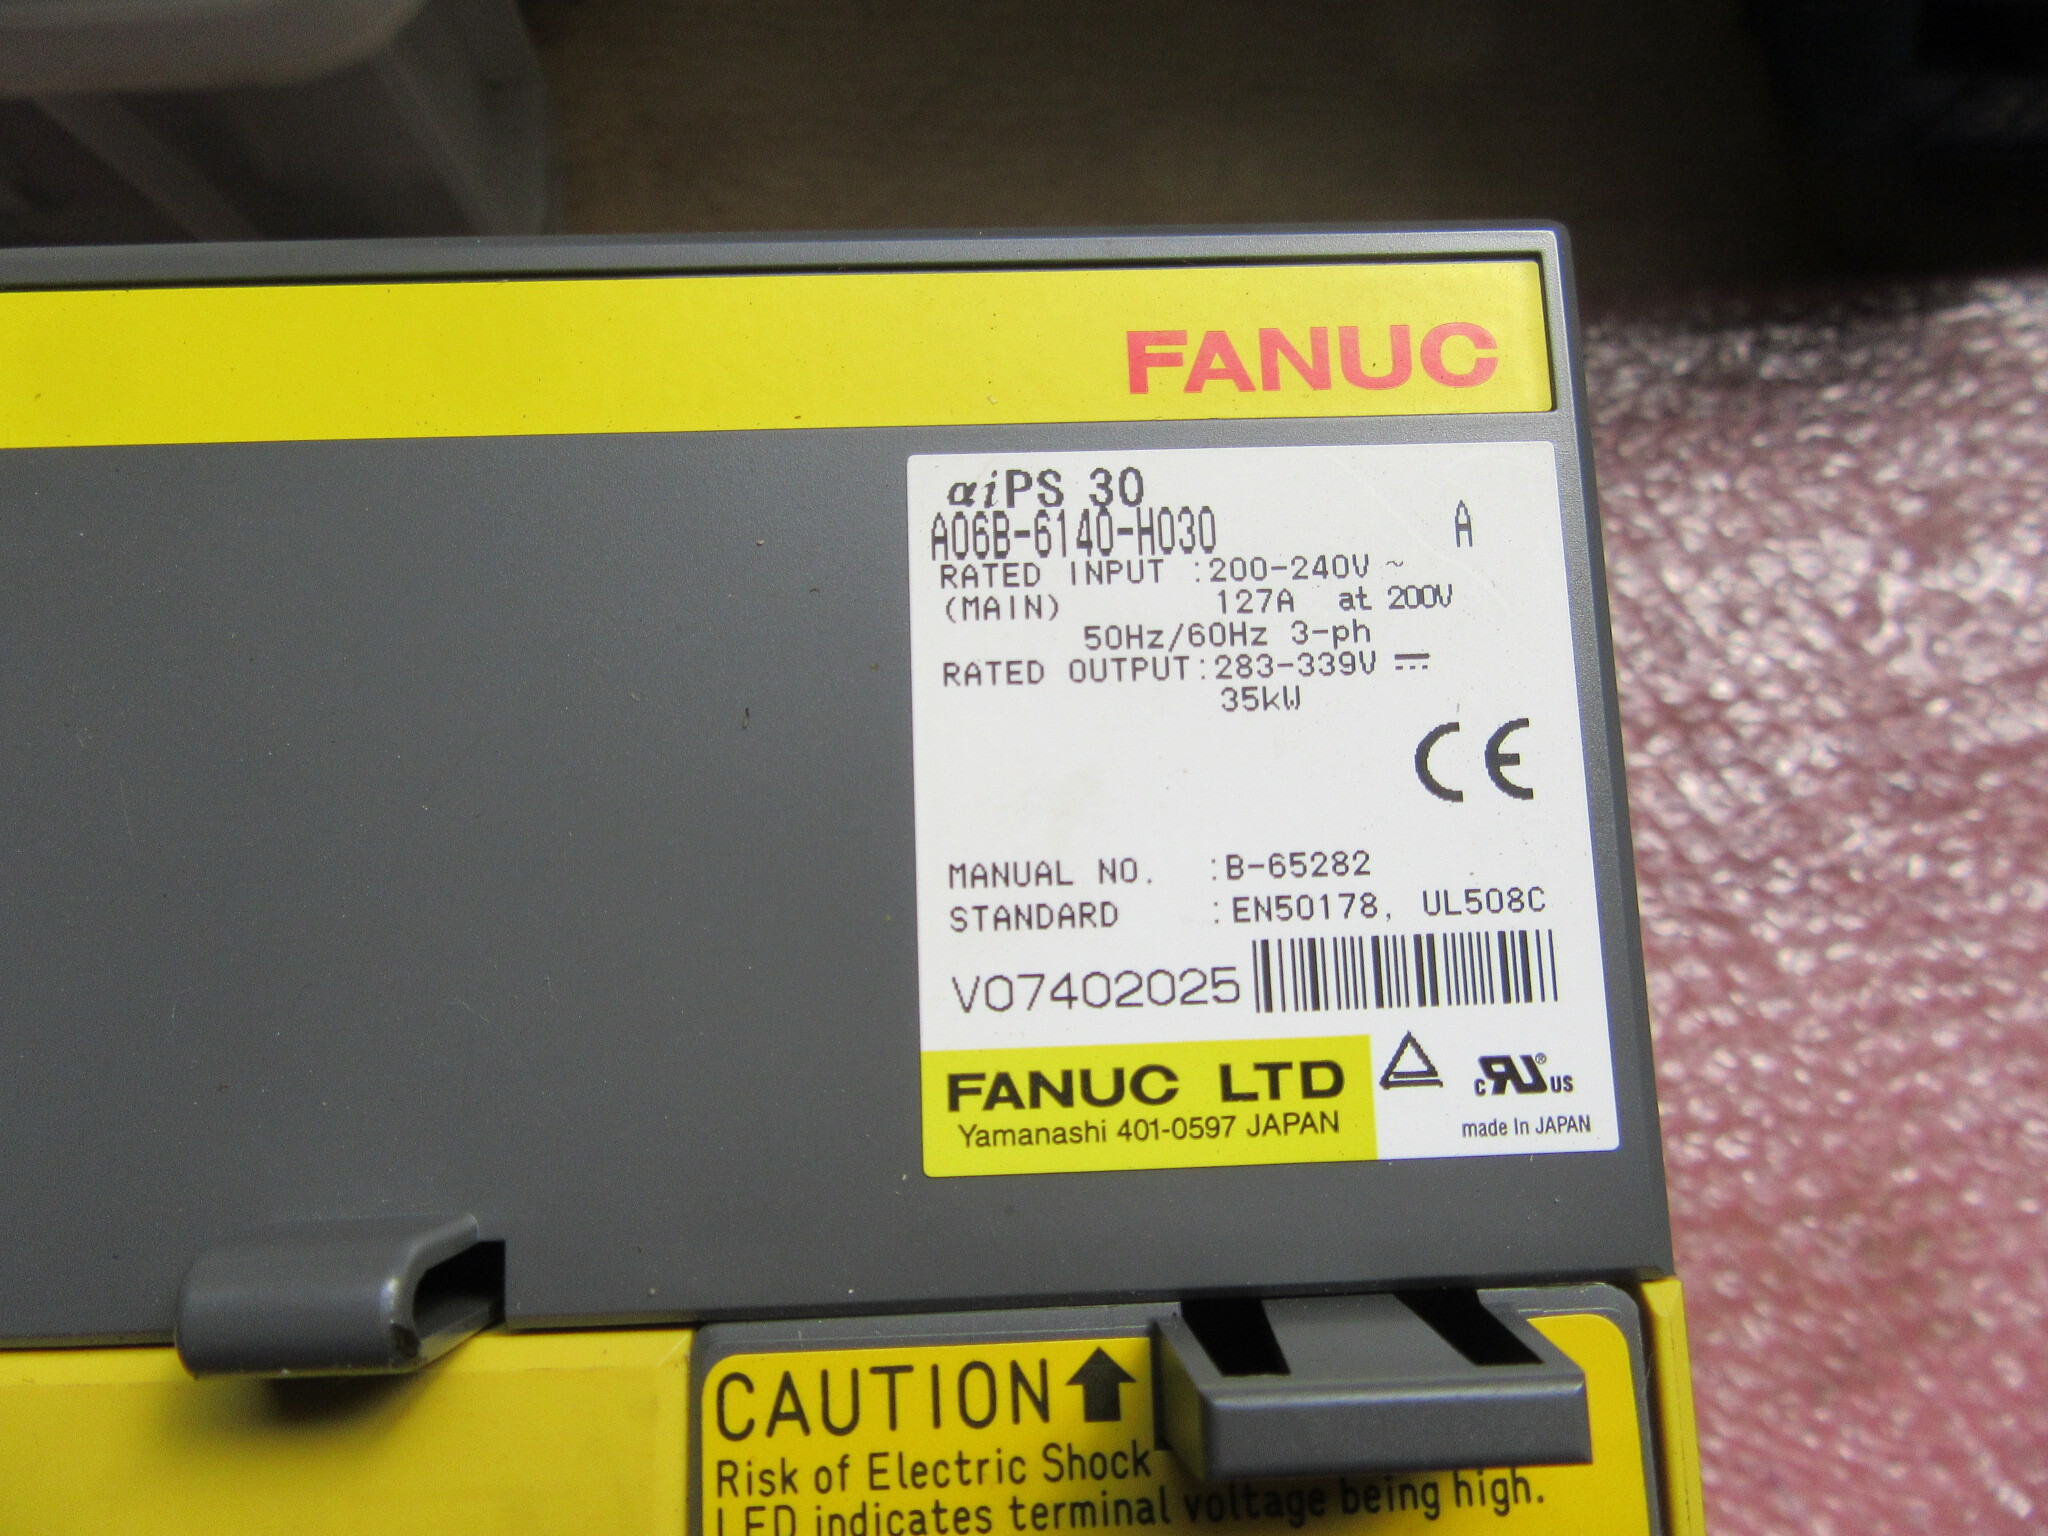 FANUC
αiPS 30
A06B-6140-H030 A
RATED INPUT :200-240V ~
(MAIN) 127A at 200V
50Hz/60Hz 3-ph
RATED OUTPUT:283-339V ⎓
35kW
CE
MANUAL NO. :B-65282
STANDARD :EN50178, UL508C
V07402025
FANUC LTD
Yamanashi 401-0597 JAPAN
c RU® US
made In JAPAN
CAUTION
Risk of Electric Shock
LED indicates terminal voltage being high.